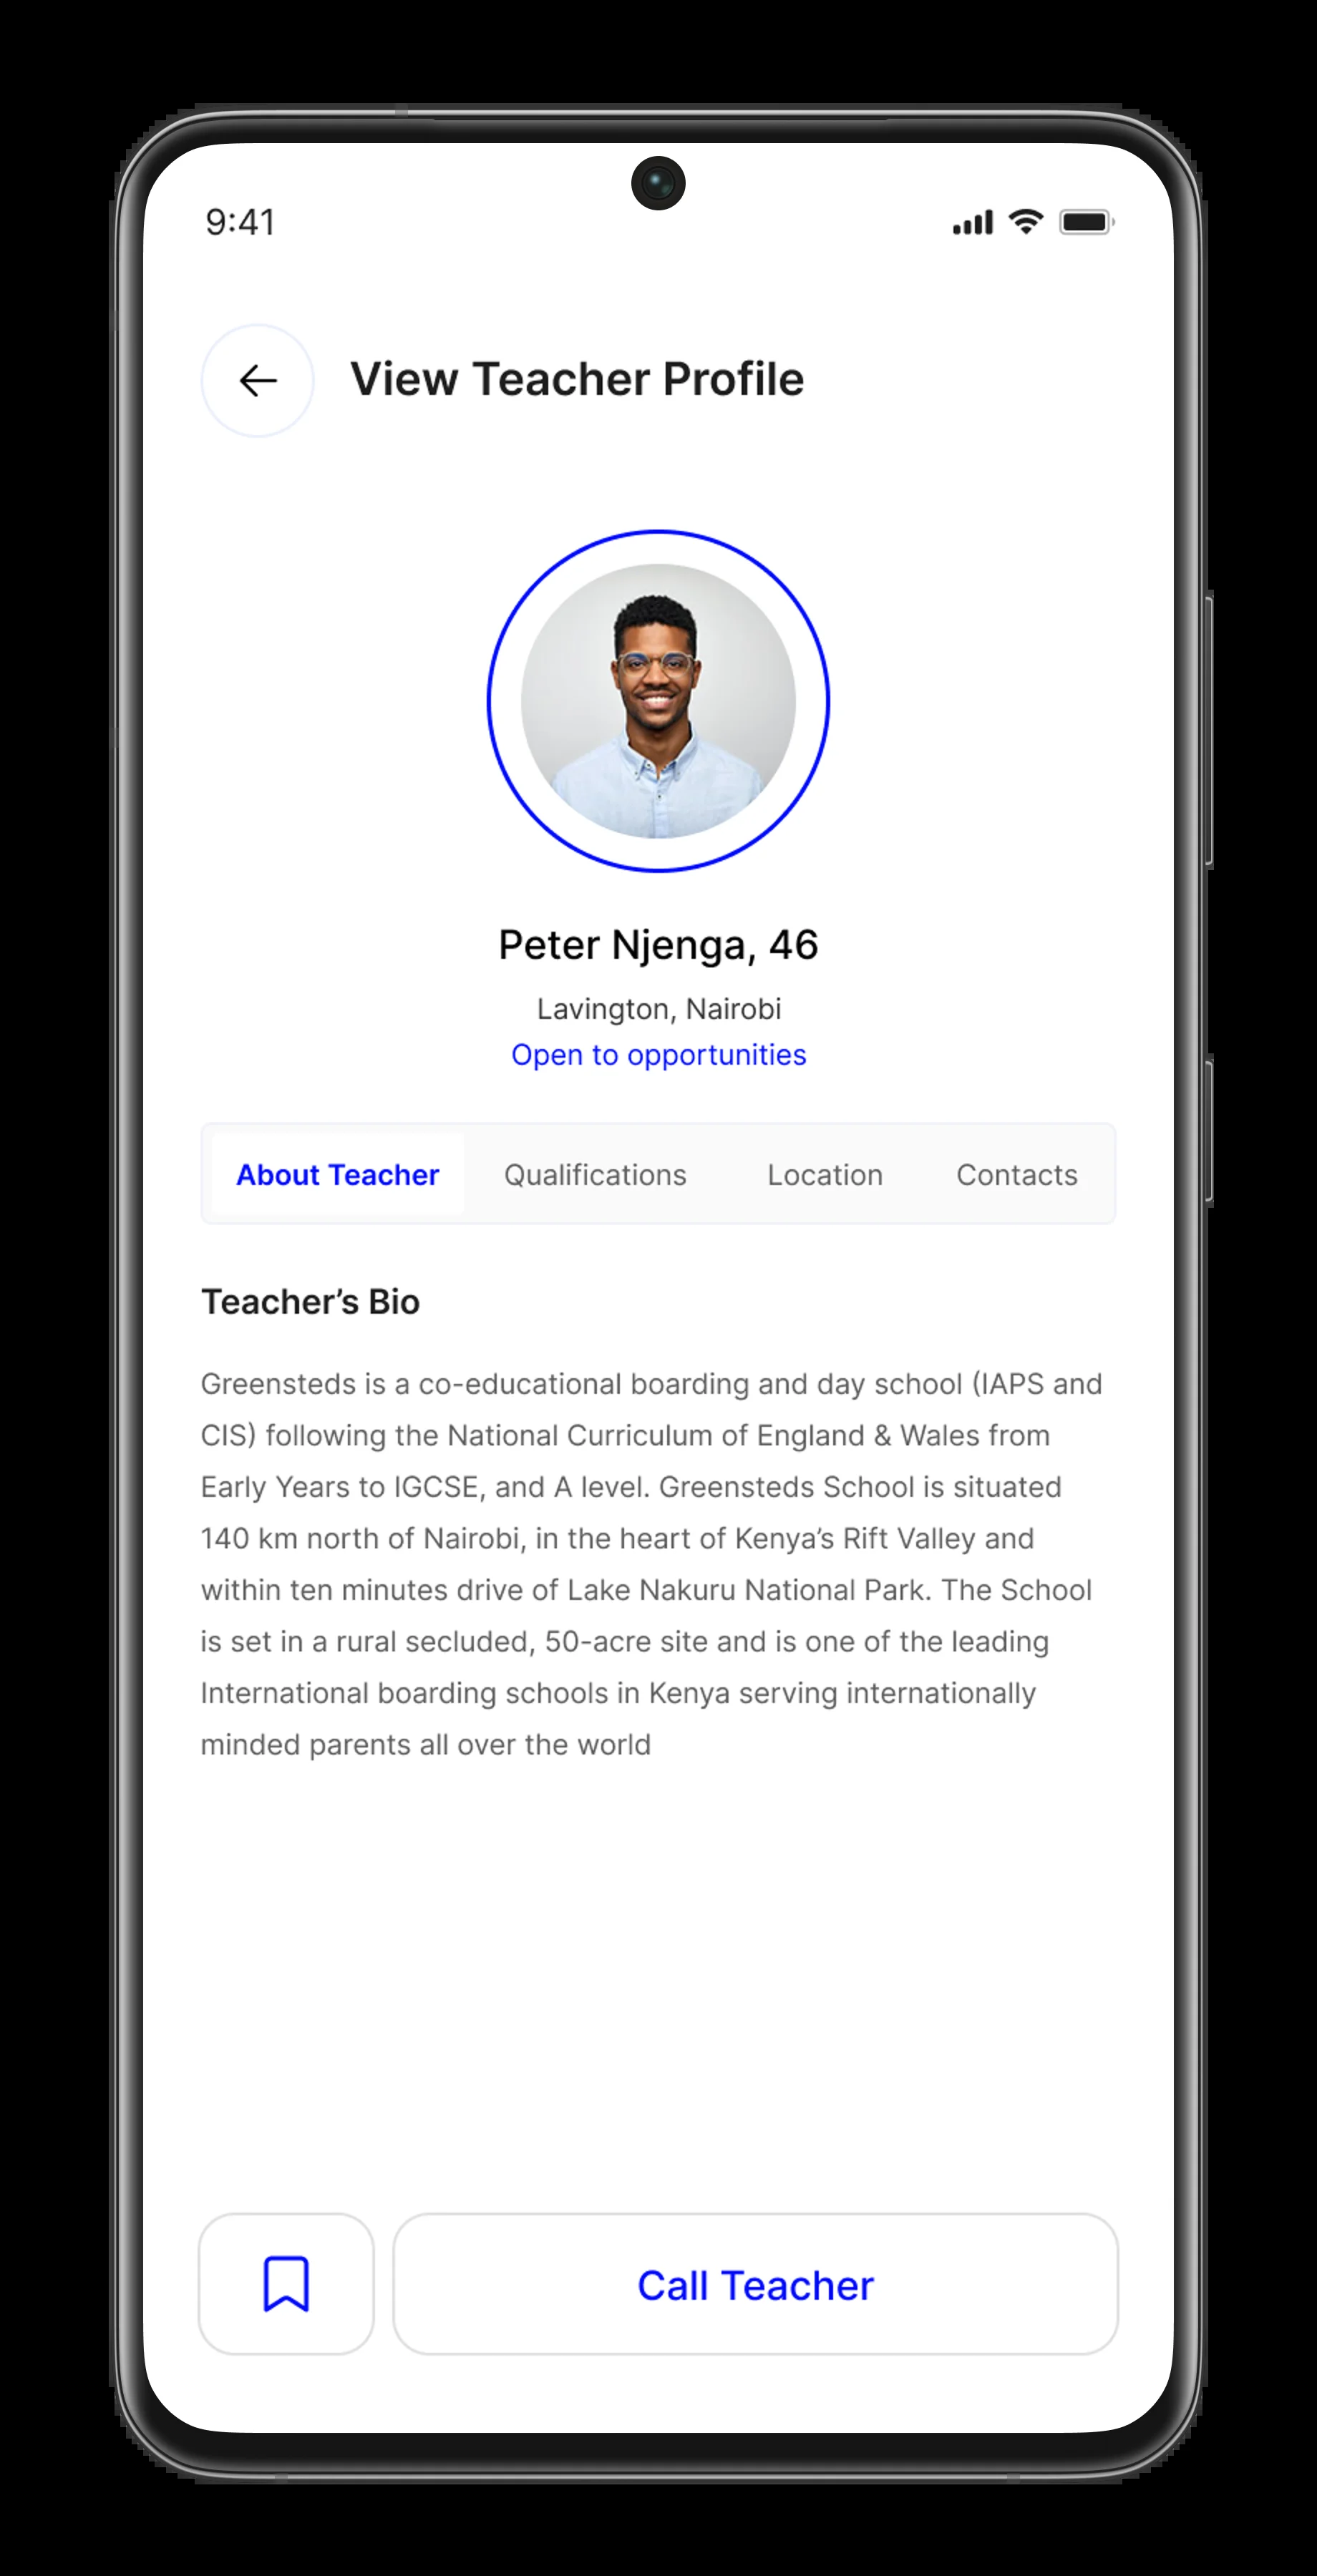 9:41
View Teacher Profile
Peter Njenga, 46
Lavington, Nairobi
Open to opportunities
About Teacher Qualifications Location Contacts
Teacher’s Bio
Greensteds is a co-educational boarding and day school (IAPS and
CIS) following the National Curriculum of England & Wales from
Early Years to IGCSE, and A level. Greensteds School is situated
140 km north of Nairobi, in the heart of Kenya’s Rift Valley and
within ten minutes drive of Lake Nakuru National Park. The School
is set in a rural secluded, 50-acre site and is one of the leading
International boarding schools in Kenya serving internationally
minded parents all over the world
Call Teacher